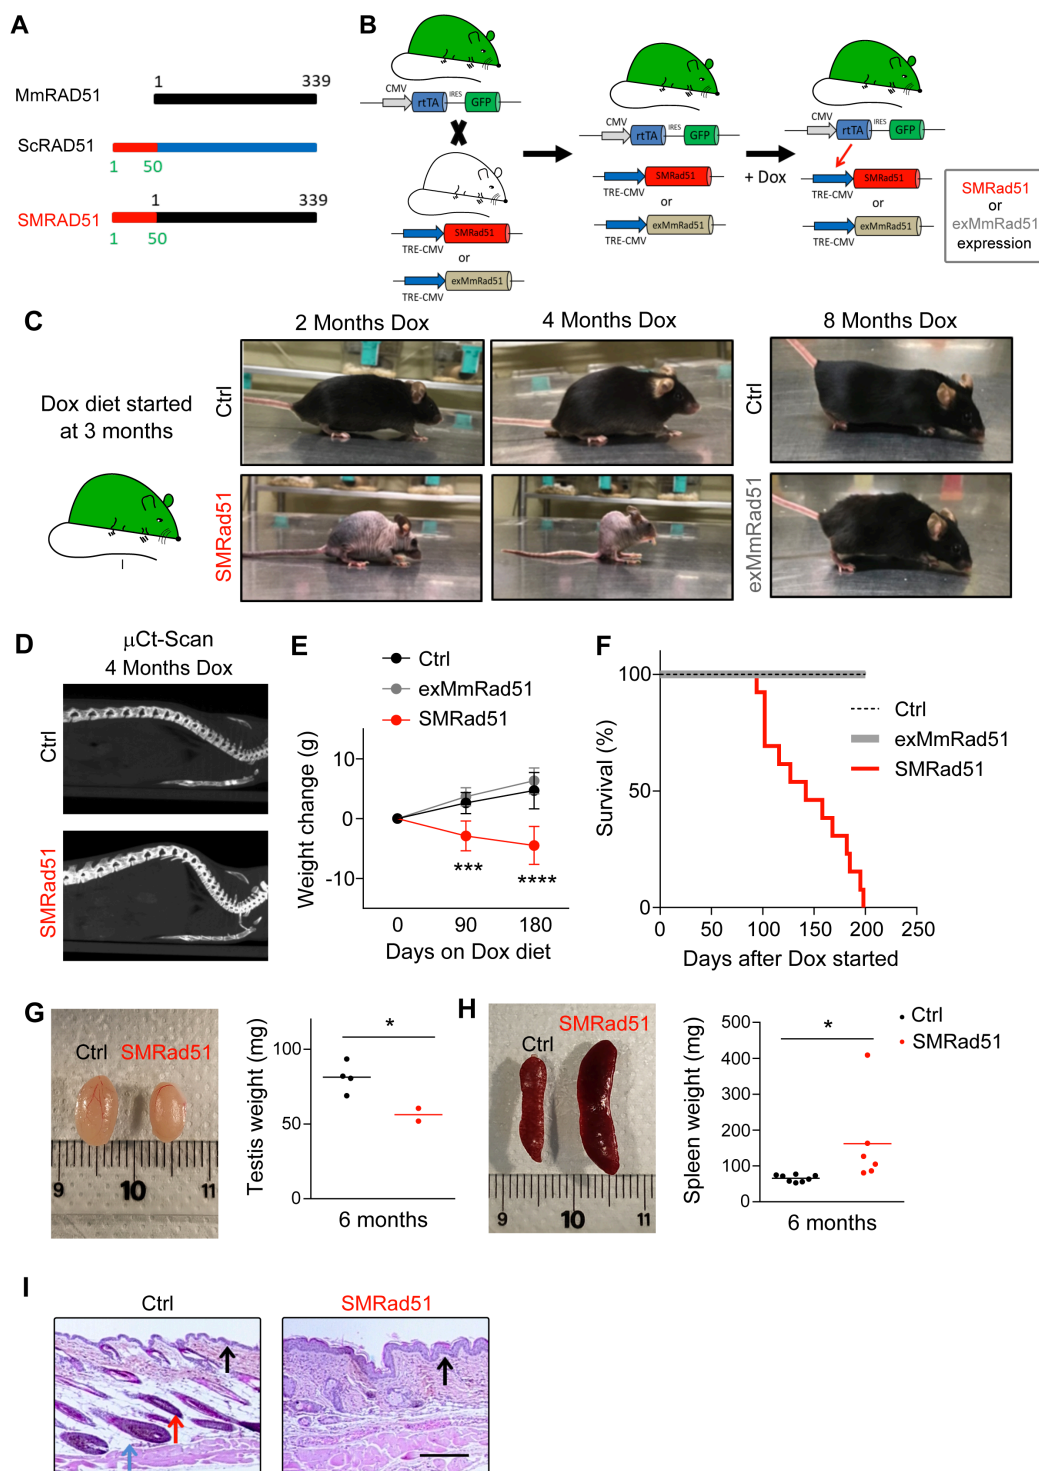 A
MmRAD51
1
339
ScRAD51
1
50
SMRAD51
1
339
1
50
B
CMV
rtTA
IRES
GFP
X
SMRad51
TRE-CMV
or
exMmRad51
TRE-CMV
CMV
rtTA
IRES
GFP
SMRad51
TRE-CMV
or
exMmRad51
TRE-CMV
+ Dox
CMV
rtTA
IRES
GFP
SMRad51
TRE-CMV
or
exMmRad51
TRE-CMV
SMRad51
or
exMmRad51
expression
C
Dox diet started
at 3 months
2 Months Dox
4 Months Dox
8 Months Dox
Ctrl
SMRad51
Ctrl
exMmRad51
D
μCt-Scan
4 Months Dox
Ctrl
SMRad51
E
Ctrl
exMmRad51
SMRad51
Weight change (g)
10
0
-10
***
****
0
90
180
Days on Dox diet
F
Survival (%)
100
50
0
Ctrl
exMmRad51
SMRad51
0
50
100
150
200
250
Days after Dox started
G
Ctrl
SMRad51
9
10
11
Testis weight (mg)
100
50
0
*
6 months
H
SMRad51
Ctrl
9
10
11
Spleen weight (mg)
500
400
300
200
100
0
*
6 months
Ctrl
SMRad51
I
Ctrl
SMRad51